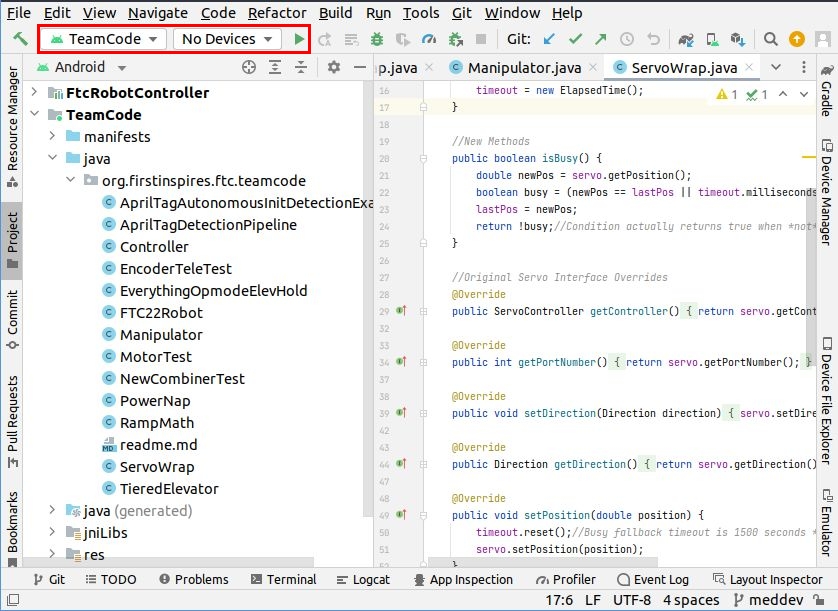 File Edit View Navigate Code Refactor Build Run Tools Git Window Help
TeamCode No Devices Git:
Android p.java Manipulator.java ServoWrap.java
Resource Manager
Project
Commit
Pull Requests
Bookmarks
FtcRobotController
TeamCode
manifests
java
org.firstinspires.ftc.teamcode
AprilTagAutonomousInitDetectionExa
AprilTagDetectionPipeline
Controller
EncoderTeleTest
EverythingOpmodeElevHold
FTC22Robot
Manipulator
MotorTest
NewCombinerTest
PowerNap
RampMath
readme.md
ServoWrap
TieredElevator
java (generated)
jniLibs
res
1 1
16 timeout = new ElapsedTime();
17 }
18
19 //New Methods
20 public boolean isBusy() {
21 double newPos = servo.getPosition();
22 boolean busy = (newPos == lastPos || timeout.milliseconds
23 lastPos = newPos;
24 return !busy;//Condition actually returns true when *not*
25 }
26
27 //Original Servo Interface Overrides
28 @Override
29 public ServoController getController() { return servo.getCont
32
33 @Override
34 public int getPortNumber() { return servo.getPortNumber(); }
37
38 @Override
39 public void setDirection(Direction direction) { servo.setDire
42
43 @Override
44 public Direction getDirection() { return servo.getDirection()
47
48 @Override
49 public void setPosition(double position) {
50 timeout.reset();//Busy fallback timeout is 1500 seconds *
51 servo.setPosition(position);
52 }
Gradle
Device Manager
Device File Explorer
Emulator
Git TODO Problems Terminal Logcat App Inspection Profiler Event Log Layout Inspector
17:6 LF UTF-8 4 spaces meddev